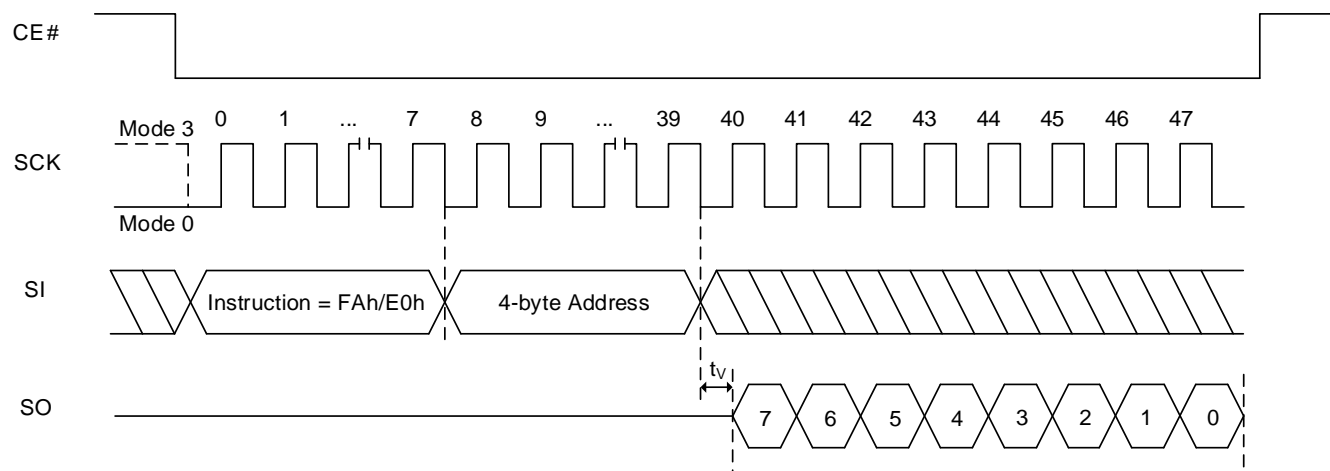 CE#
Mode 3 0 1 ... 7 8 9 ... 39 40 41 42 43 44 45 46 47
SCK
Mode 0
SI Instruction = FAh/E0h 4-byte Address
tV
SO 7 6 5 4 3 2 1 0